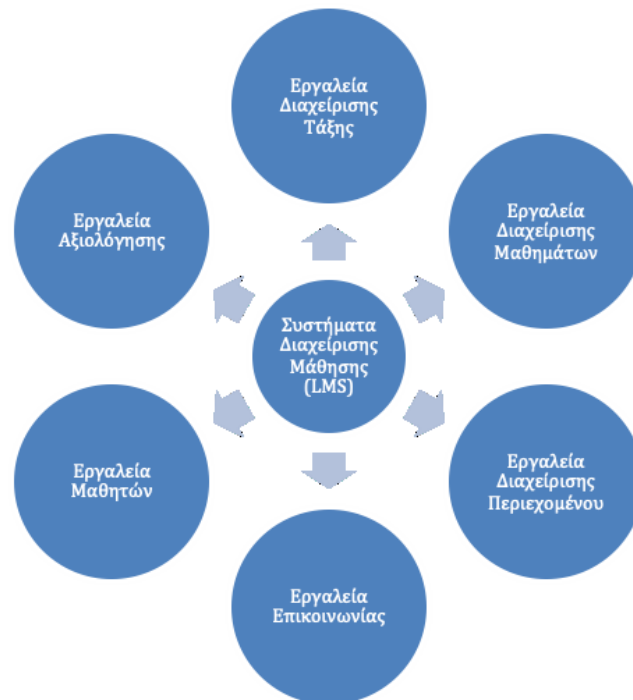 Εργαλεία
Διαχείρισης
Τάξης
Εργαλεία
Αξιολόγησης
Εργαλεία
Διαχείρισης
Μαθημάτων
Συστήματα
Διαχείρισης
Μάθησης
(LMS)
Εργαλεία
Μαθητών
Εργαλεία
Διαχείρισης
Περιεχομένου
Εργαλεία
Επικοινωνίας